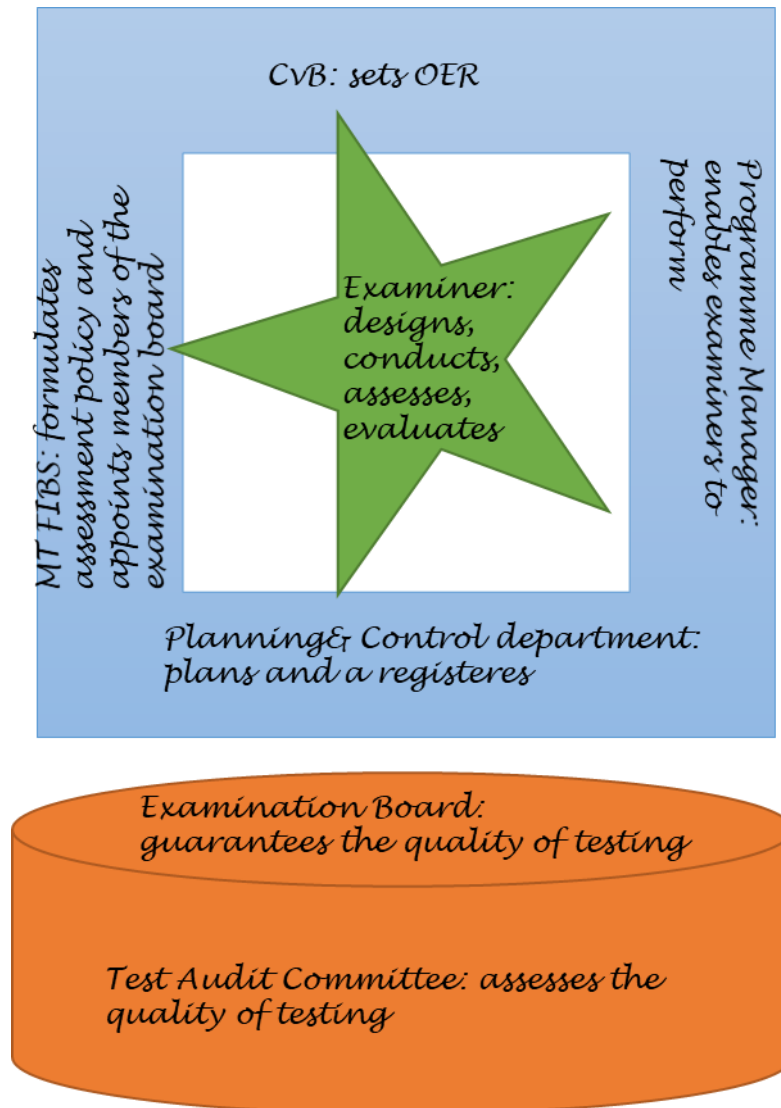 CvB: sets OER
MT FIBS: formulates
assessment policy and
appoints members of the
examination board
Examiner:
designs,
conducts,
assesses,
evaluates
Programme Manager:
enables examiners to
perform
Planning& Control department:
plans and a registeres
Examination Board:
guarantees the quality of testing
Test Audit Committee: assesses the
quality of testing